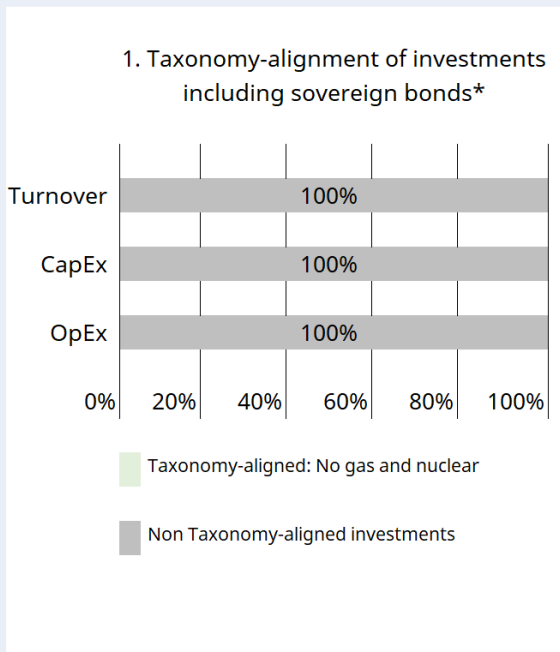 1. Taxonomy-alignment of investments
including sovereign bonds*
Turnover 100%
CapEx 100%
OpEx 100%
0% 20% 40% 60% 80% 100%
Taxonomy-aligned: No gas and nuclear
Non Taxonomy-aligned investments